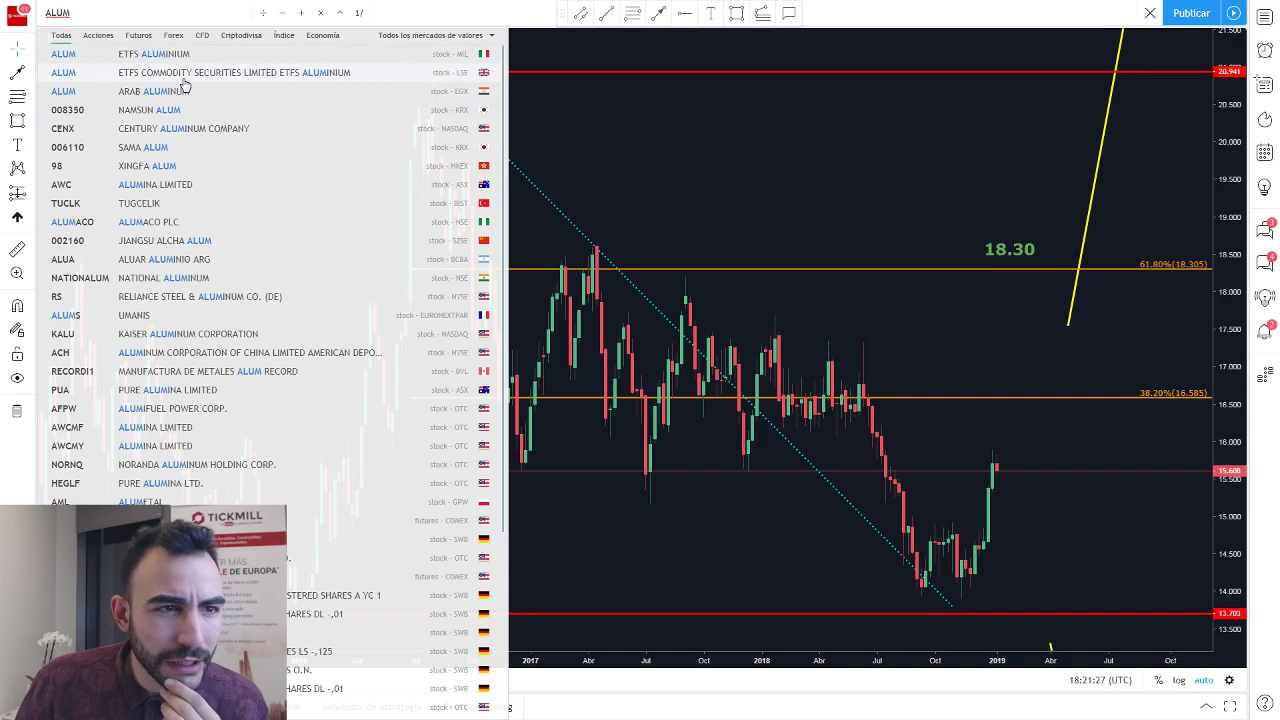 11
ALUM
1/
Publicar
Todas Acciones Futuros Forex CFD Criptodivisa Índice Economía Todos los mercados de valores
ALUM ETFS ALUMINIUM stock - MIL
ALUM ETFS COMMODITY SECURITIES LIMITED ETFS ALUMINIUM stock - LSE
ALUM ARAB ALUMINUM stock - EGX
008350 NAMSUN ALUM stock - KRX
CENX CENTURY ALUMINUM COMPANY stock - NASDAQ
006110 SAMA ALUM stock - KRX
98 XINGFA ALUM stock - HKEX
AWC ALUMINA LIMITED stock - ASX
TUCLK TUGCELIK stock - BIST
ALUMACO ALUMACO PLC stock - NSE
002160 JIANGSU ALCHA ALUM stock - SZSE
ALUA ALUAR ALUMINIO ARG stock - BCBA
NATIONALUM NATIONAL ALUMINUM stock - NSE
RS RELIANCE STEEL & ALUMINUM CO. (DE) stock - NYSE
ALUMS UMANIS stock - EURONEXTPAR
KALU KAISER ALUMINUM CORPORATION stock - NASDAQ
ACH ALUMINUM CORPORATION OF CHINA LIMITED AMERICAN DEPO... stock - NYSE
RECORDI1 MANUFACTURA DE METALES ALUM RECORD stock - BVL
PUA PURE ALUMINA LIMITED stock - ASX
AFPW ALUMIFUEL POWER CORP. stock - OTC
AWCMF ALUMINA LIMITED stock - OTC
AWCMY ALUMINA LIMITED stock - OTC
NORNQ NORANDA ALUMINUM HOLDING CORP. stock - OTC
HEGLF PURE ALUMINA LTD. stock - OTC
AML ALUMETAL stock - GPW
futures - COMEX
stock - SWB
stock - OTC
futures - COMEX
STERED SHARES A YC 1 stock - SWB
SHARES DL -,01 stock - SWB
stock - SWB
ES LS -,125 stock - SWB
S O.N. stock - SWB
HARES DL -,01 stock - SWB
stock - OTC
TICKMILL
Simulador de estrategia
18.30
61.80%(18.305)
38.20%(16.585)
21.500
20.941
20.500
20.000
19.500
19.000
18.500
18.000
17.500
17.000
16.500
16.000
15.608
15.500
15.000
14.500
14.000
13.703
13.500
2017 Abr Jul Oct 2018 Abr Jul Oct 2019 Abr Jul Oct
18:21:27 (UTC) % log auto
3
4
2